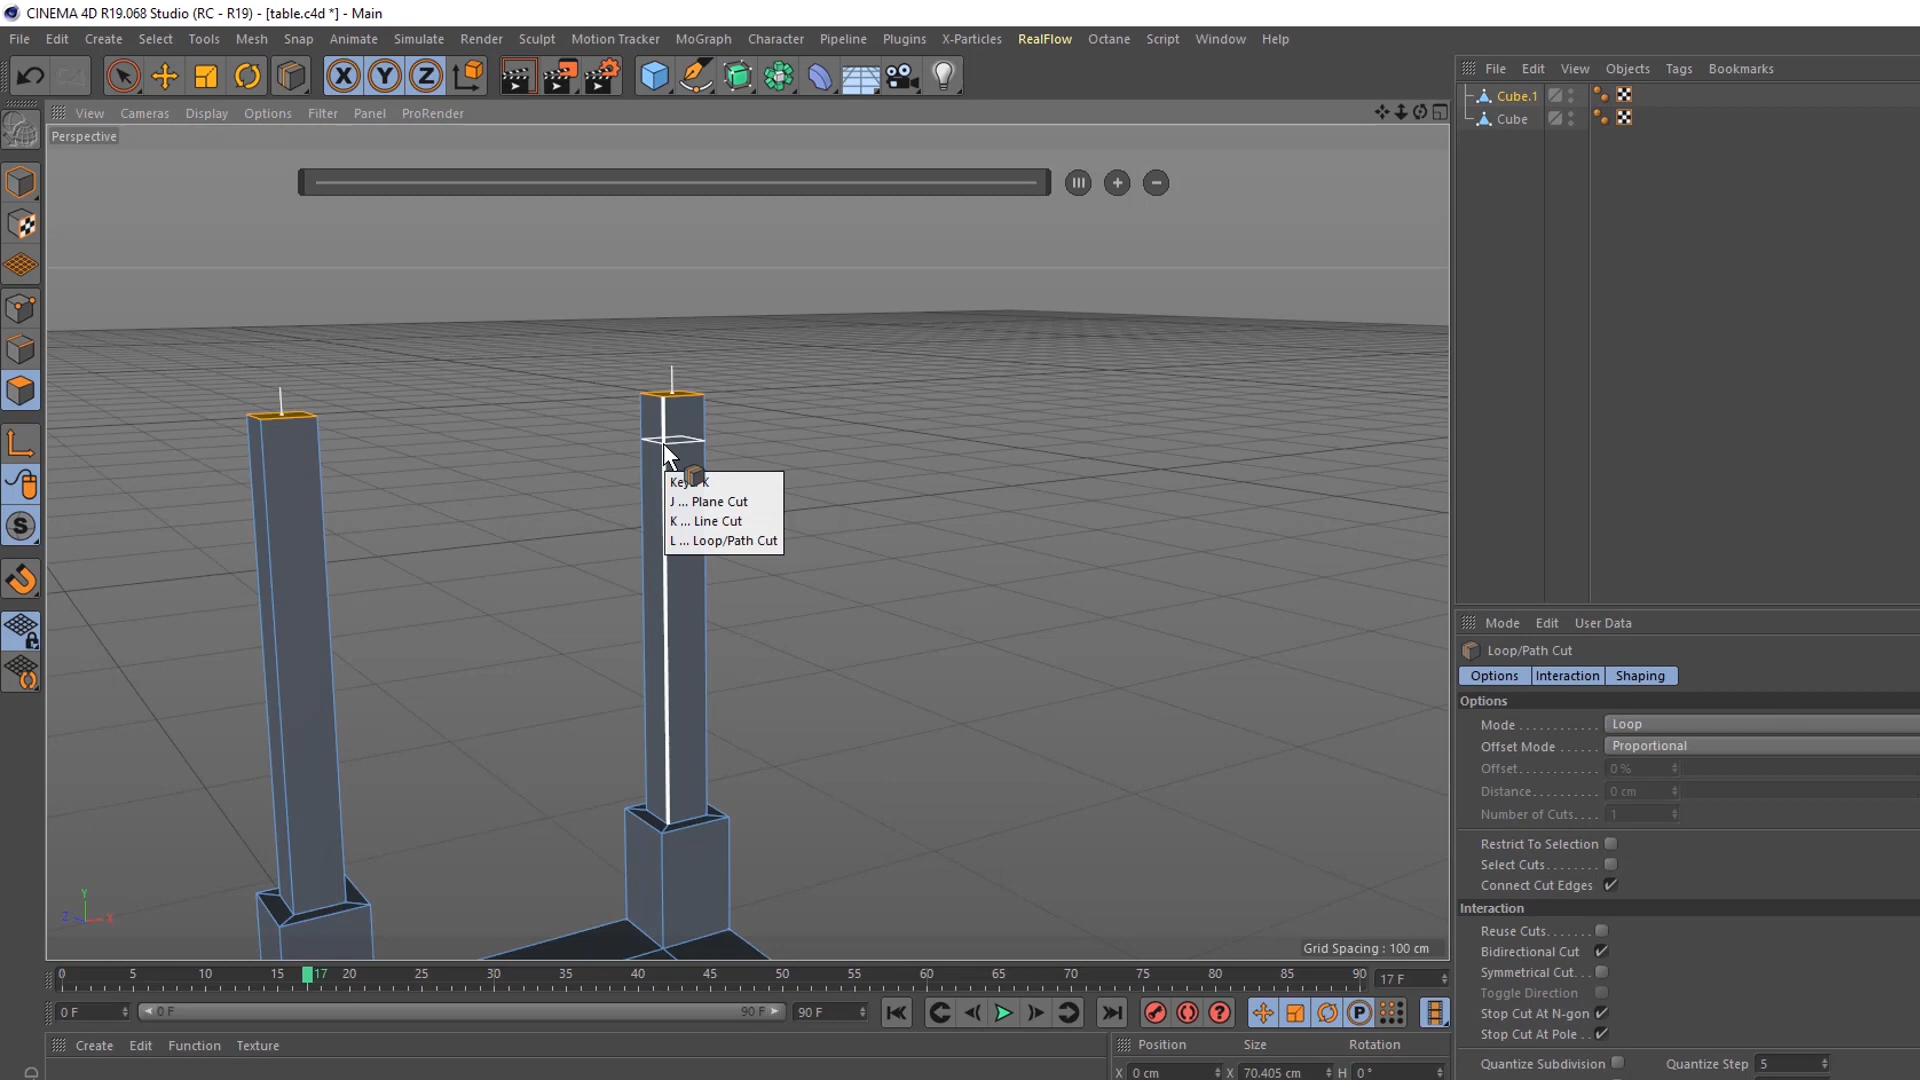 CINEMA 4D R19.068 Studio (RC - R19) - [table.c4d *] - Main
File Edit Create Select Tools Mesh Snap Animate Simulate Render Sculpt Motion Tracker MoGraph Character Pipeline Plugins X-Particles RealFlow Octane Script Window Help
X Y Z
File Edit View Objects Tags Bookmarks
Cube.1
Cube
View Cameras Display Options Filter Panel ProRender
Perspective
J ... Plane Cut
K ... Line Cut
L ... Loop/Path Cut
Y
Z X
Grid Spacing : 100 cm
Mode Edit User Data
Loop/Path Cut
Options Interaction Shaping
Options
Mode Loop
Offset Mode Proportional
Offset 0 %
Distance 0 cm
Number of Cuts 1
Restrict To Selection
Select Cuts
Connect Cut Edges
Interaction
Reuse Cuts
Bidirectional Cut
Symmetrical Cut
Toggle Direction
Stop Cut At N-gon
Stop Cut At Pole
Quantize Subdivision Quantize Step 5
0 5 10 15 17 20 25 30 35 40 45 50 55 60 65 70 75 80 85 90 17 F
0 F 0 F 90 F 90 F
P
Create Edit Function Texture
Position Size Rotation
X 0 cm X 70.405 cm H 0 °